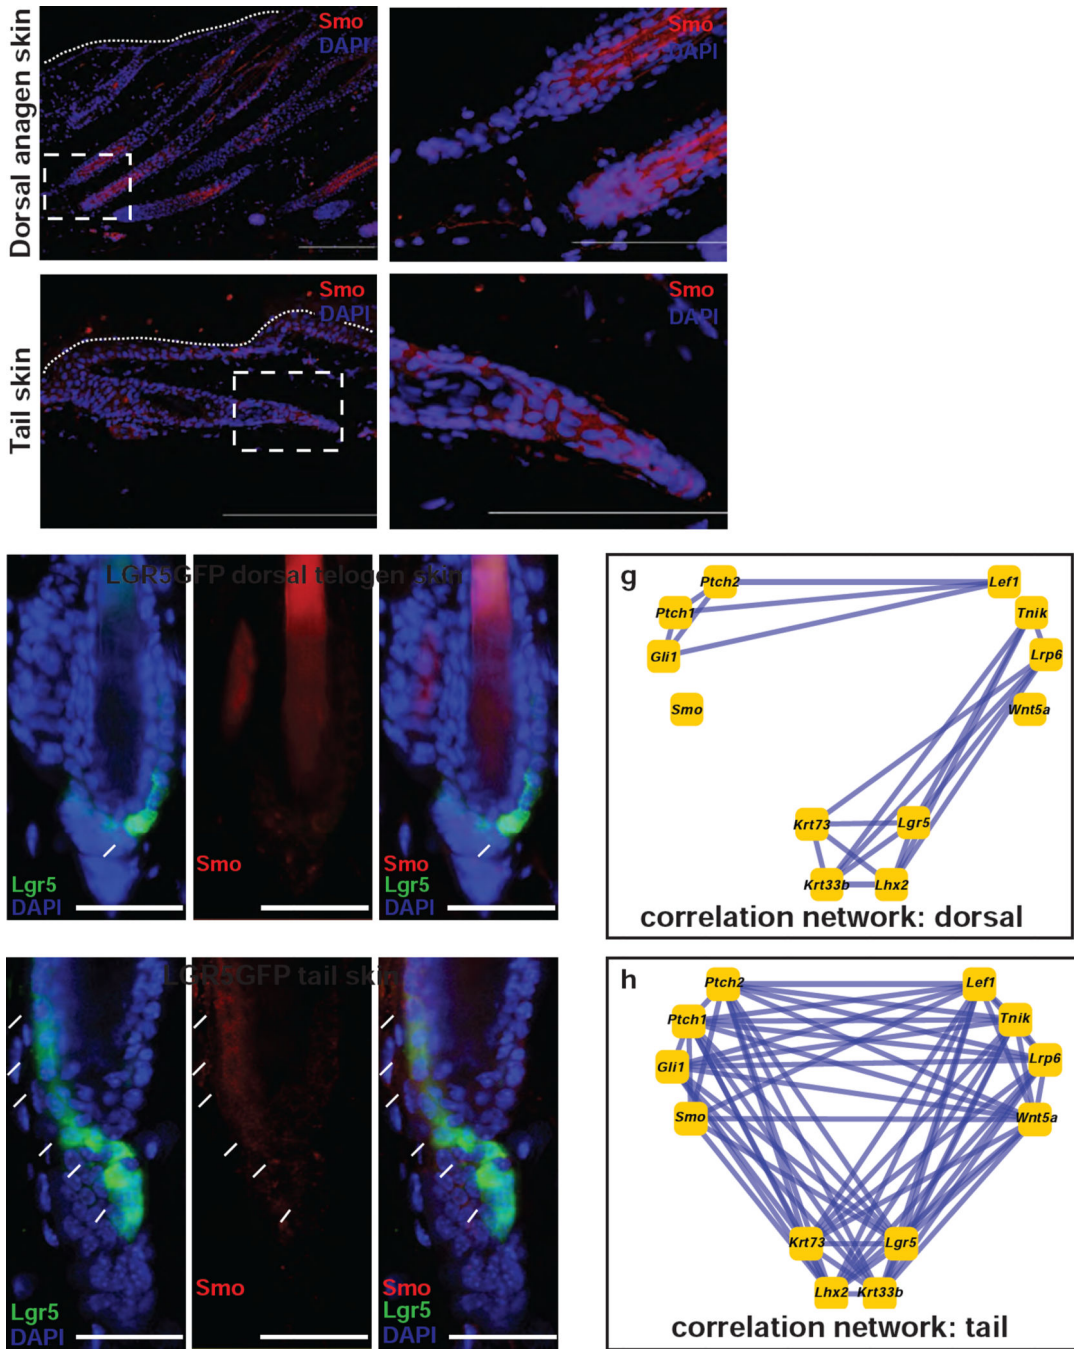 Dorsal anagen skin
Smo
DAPI
Smo
DAPI
Tail skin
Smo
DAPI
Smo
DAPI
LGR5GFP dorsal telogen skin
Lgr5
DAPI
Smo
Smo
Lgr5
DAPI
g
Ptch2
Lef1
Ptch1
Tnik
Gli1
Lrp6
Smo
Wnt5a
Krt73
Lgr5
Krt33b
Lhx2
correlation network: dorsal
LGR5GFP tail skin
Lgr5
DAPI
Smo
Smo
Lgr5
DAPI
h
Ptch2
Lef1
Ptch1
Tnik
Gli1
Lrp6
Smo
Wnt5a
Krt73
Lgr5
Lhx2
Krt33b
correlation network: tail